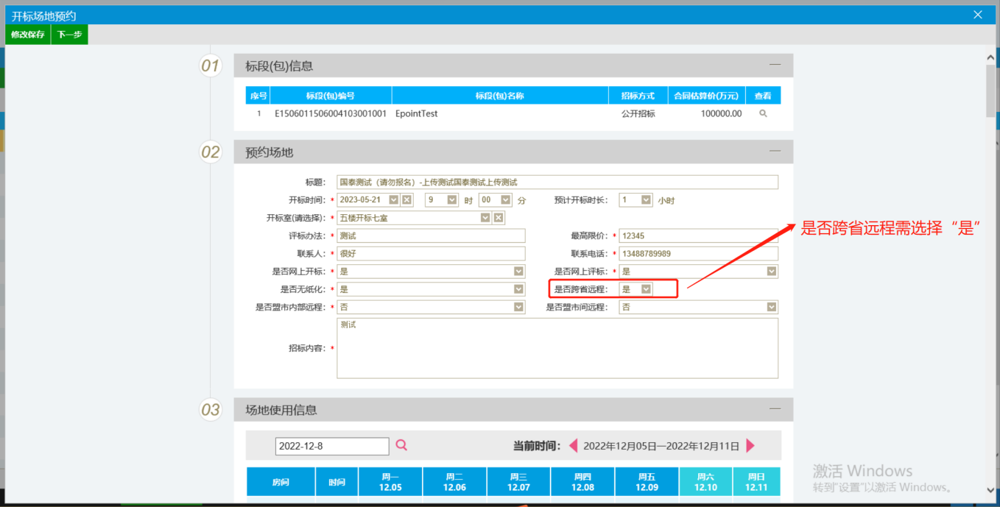 开标场地预约
修改保存 下一步
01 标段(包)信息
序号 标段(包)编号 标段(包)名称 招标方式 合同估算价(万元) 查看
1 E1506011506004103001001 EpointTest 公开招标 100000.00
02 预约场地
标题: 国泰测试（请勿报名）-上传测试国泰测试上传测试
开标时间: * 2023-05-21 9 时 00 分 预计开标时长: 1 小时
开标室(请选择): * 五楼开标七室
评标办法: * 测试 最高限价: * 12345
联系人: * 很好 联系电话: * 13488789989
是否网上开标: * 是 是否网上评标: * 是
是否无纸化: * 是 是否跨省远程: 是
是否盟市内部远程: * 否 是否盟市间远程: 否
招标内容: * 测试
是否跨省远程需选择“是”
03 场地使用信息
2022-12-8 当前时间: 2022年12月05日—2022年12月11日
房间 时间 周一 12.05 周二 12.06 周三 12.07 周四 12.08 周五 12.09 周六 12.10 周日 12.11
激活 Windows
转到"设置"以激活 Windows。